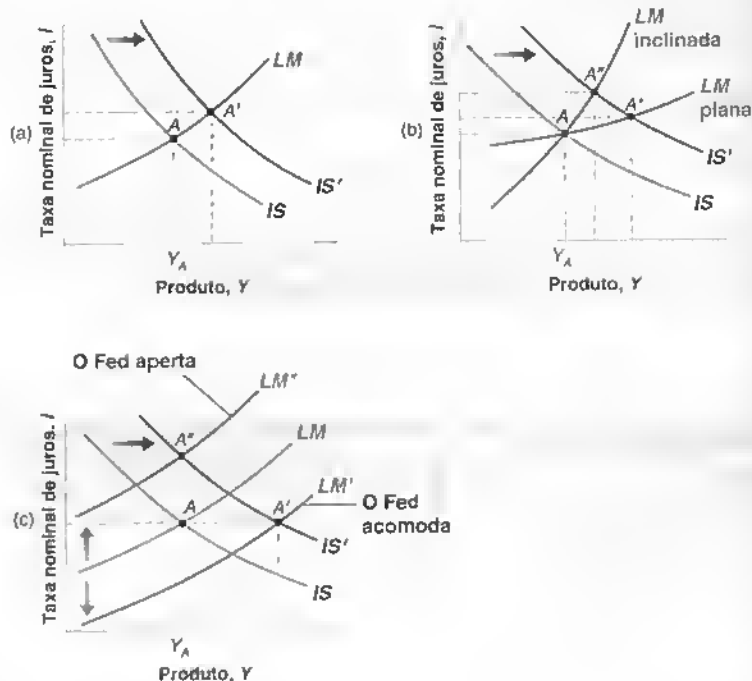 (a)
Taxa nominal de juros, i
LM
A
A'
IS'
IS
Y_A
Produto, Y
(b)
Taxa nominal de juros, i
LM
inclinada
A"
LM
plana
A
A'
IS'
IS
Y_A
Produto, Y
(c)
Taxa nominal de juros, i
O Fed aperta
LM"
A"
LM
A
A'
LM'
O Fed
acomoda
IS'
IS
Y_A
Produto, Y